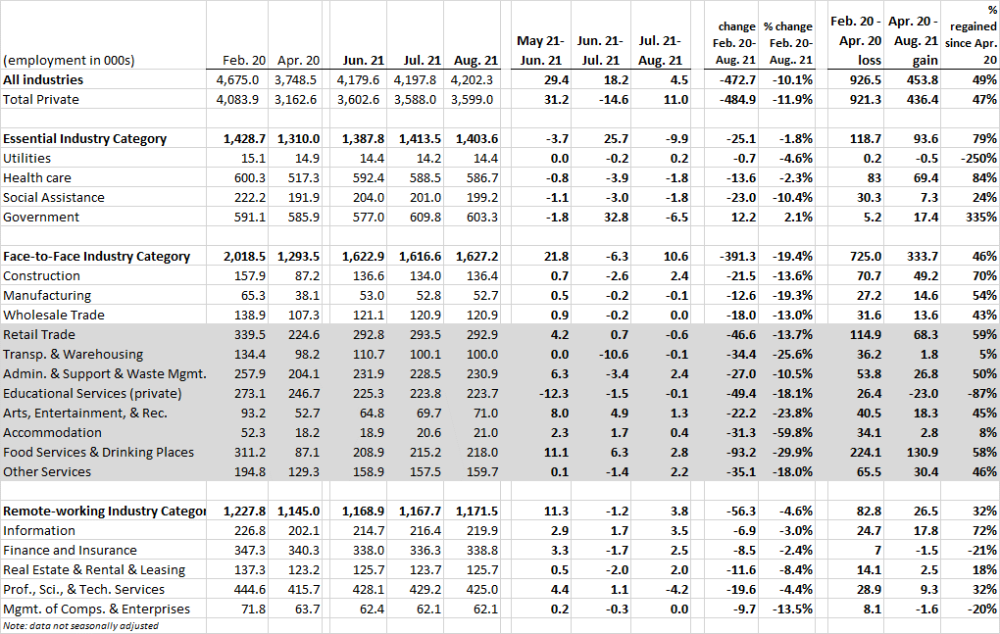 %
change % change Feb. 20 - Apr. 20 - regained
May 21- Jun. 21- Jul. 21- Feb. 20- Feb. 20- Apr. 20 Aug. 21 since Apr.
(employment in 000s) Feb. 20 Apr. 20 Jun. 21 Jul. 21 Aug. 21 Jun. 21 Jul. 21 Aug. 21 Aug. 21 Aug.. 21 loss gain 20
All industries 4,675.0 3,748.5 4,179.6 4,197.8 4,202.3 29.4 18.2 4.5 -472.7 -10.1% 926.5 453.8 49%
Total Private 4,083.9 3,162.6 3,602.6 3,588.0 3,599.0 31.2 -14.6 11.0 -484.9 -11.9% 921.3 436.4 47%
Essential Industry Category 1,428.7 1,310.0 1,387.8 1,413.5 1,403.6 -3.7 25.7 -9.9 -25.1 -1.8% 118.7 93.6 79%
Utilities 15.1 14.9 14.4 14.2 14.4 0.0 -0.2 0.2 -0.7 -4.6% 0.2 -0.5 -250%
Health care 600.3 517.3 592.4 588.5 586.7 -0.8 -3.9 -1.8 -13.6 -2.3% 83 69.4 84%
Social Assistance 222.2 191.9 204.0 201.0 199.2 -1.1 -3.0 -1.8 -23.0 -10.4% 30.3 7.3 24%
Government 591.1 585.9 577.0 609.8 603.3 -1.8 32.8 -6.5 12.2 2.1% 5.2 17.4 335%
Face-to-Face Industry Category 2,018.5 1,293.5 1,622.9 1,616.6 1,627.2 21.8 -6.3 10.6 -391.3 -19.4% 725.0 333.7 46%
Construction 157.9 87.2 136.6 134.0 136.4 0.7 -2.6 2.4 -21.5 -13.6% 70.7 49.2 70%
Manufacturing 65.3 38.1 53.0 52.8 52.7 0.5 -0.2 -0.1 -12.6 -19.3% 27.2 14.6 54%
Wholesale Trade 138.9 107.3 121.1 120.9 120.9 0.9 -0.2 0.0 -18.0 -13.0% 31.6 13.6 43%
Retail Trade 339.5 224.6 292.8 293.5 292.9 4.2 0.7 -0.6 -46.6 -13.7% 114.9 68.3 59%
Transp. & Warehousing 134.4 98.2 110.7 100.1 100.0 0.0 -10.6 -0.1 -34.4 -25.6% 36.2 1.8 5%
Admin. & Support & Waste Mgmt. 257.9 204.1 231.9 228.5 230.9 6.3 -3.4 2.4 -27.0 -10.5% 53.8 26.8 50%
Educational Services (private) 273.1 246.7 225.3 223.8 223.7 -12.3 -1.5 -0.1 -49.4 -18.1% 26.4 -23.0 -87%
Arts, Entertainment, & Rec. 93.2 52.7 64.8 69.7 71.0 8.0 4.9 1.3 -22.2 -23.8% 40.5 18.3 45%
Accommodation 52.3 18.2 18.9 20.6 21.0 2.3 1.7 0.4 -31.3 -59.8% 34.1 2.8 8%
Food Services & Drinking Places 311.2 87.1 208.9 215.2 218.0 11.1 6.3 2.8 -93.2 -29.9% 224.1 130.9 58%
Other Services 194.8 129.3 158.9 157.5 159.7 0.1 -1.4 2.2 -35.1 -18.0% 65.5 30.4 46%
Remote-working Industry Categor 1,227.8 1,145.0 1,168.9 1,167.7 1,171.5 11.3 -1.2 3.8 -56.3 -4.6% 82.8 26.5 32%
Information 226.8 202.1 214.7 216.4 219.9 2.9 1.7 3.5 -6.9 -3.0% 24.7 17.8 72%
Finance and Insurance 347.3 340.3 338.0 336.3 338.8 3.3 -1.7 2.5 -8.5 -2.4% 7 -1.5 -21%
Real Estate & Rental & Leasing 137.3 123.2 125.7 123.7 125.7 0.5 -2.0 2.0 -11.6 -8.4% 14.1 2.5 18%
Prof., Sci., & Tech. Services 444.6 415.7 428.1 429.2 425.0 4.4 1.1 -4.2 -19.6 -4.4% 28.9 9.3 32%
Mgmt. of Comps. & Enterprises 71.8 63.7 62.4 62.1 62.1 0.2 -0.3 0.0 -9.7 -13.5% 8.1 -1.6 -20%
Note: data not seasonally adjusted